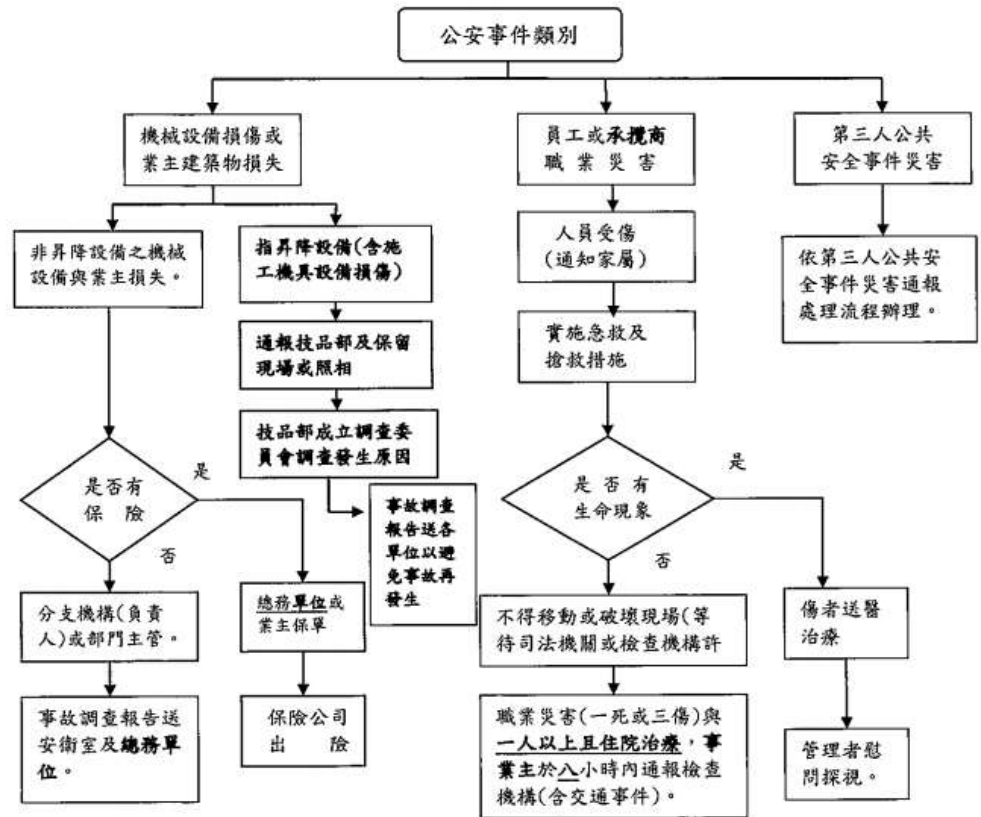 公安事件類別
機械設備損傷或
業主建築物損失
員工或承攬商
職業災害
第三人公共
安全事件災害
非昇降設備之機械
設備與業主損失。
指昇降設備(含施
工機具設備損傷)
人員受傷
(通知家屬)
依第三人公共安
全事件災害通報
處理流程辦理。
通報技品部及保留
現場或照相
實施急救及
搶救措施
技品部成立調查委
員會調查發生原因
是否有
保險
是
否
事故調查
報告送各
單位以避
免事故再
發生
是否有
生命現象
是
否
分支機構(負責
人)或部門主管。
總務單位或
業主保單
不得移動或破壞現場(等
待司法機關或檢查機構許
傷者送醫
治療
事故調查報告送
安衛室及總務單
位。
保險公司
出險
職業災害(一死或三傷)與
一人以上且住院治療，事
業主於八小時內通報檢查
機構(含交通事件)。
管理者慰
問探視。